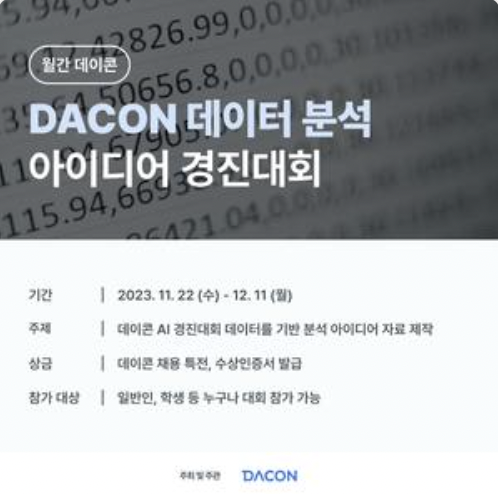 월간 데이콘
DACON 데이터 분석
아이디어 경진대회
기간 | 2023. 11. 22 (수) - 12. 11 (월)
주제 | 데이콘 AI 경진대회 데이터를 기반 분석 아이디어 자료 제작
상금 | 데이콘 채용 특전, 수상인증서 발급
참가 대상 | 일반인, 학생 등 누구나 대회 참가 가능
주최 및 주관 DACON